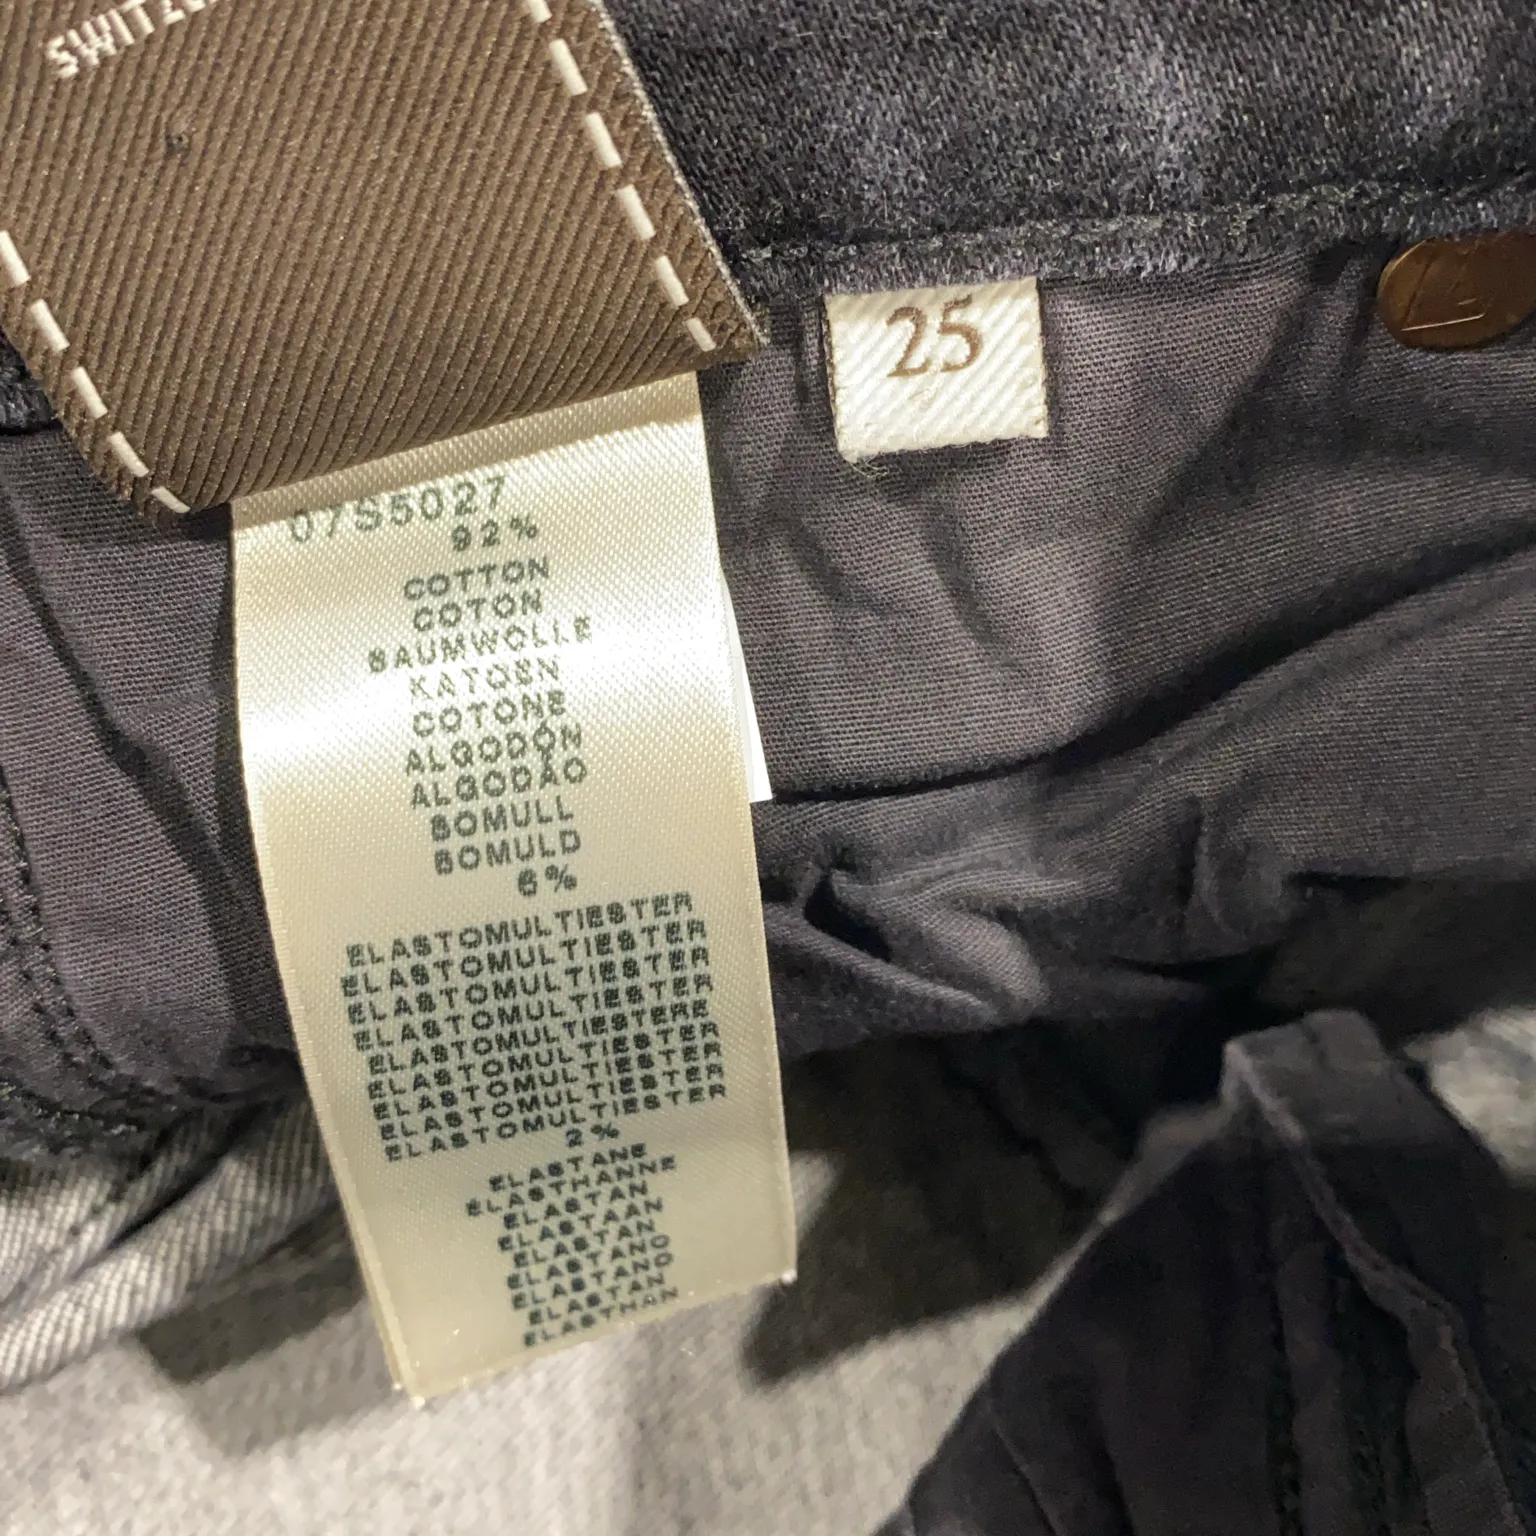 25
07S5027
92%
COTTON
COTON
BAUMWOLLE
KATOEN
COTONE
ALGODÓN
ALGODÃO
BOMULL
BOMULD
6%
ELASTOMULTIESTER
ELASTOMULTIESTER
ELASTOMULTIESTER
ELASTOMULTIESTER
ELASTOMULTIESTERE
ELASTOMULTIESTER
ELASTOMULTIESTER
ELASTOMULTIESTER
2%
ELASTANE
ELASTHANNE
ELASTAN
ELASTAAN
ELASTAN
ELASTANO
ELASTANO
ELASTAN
ELASTHAN